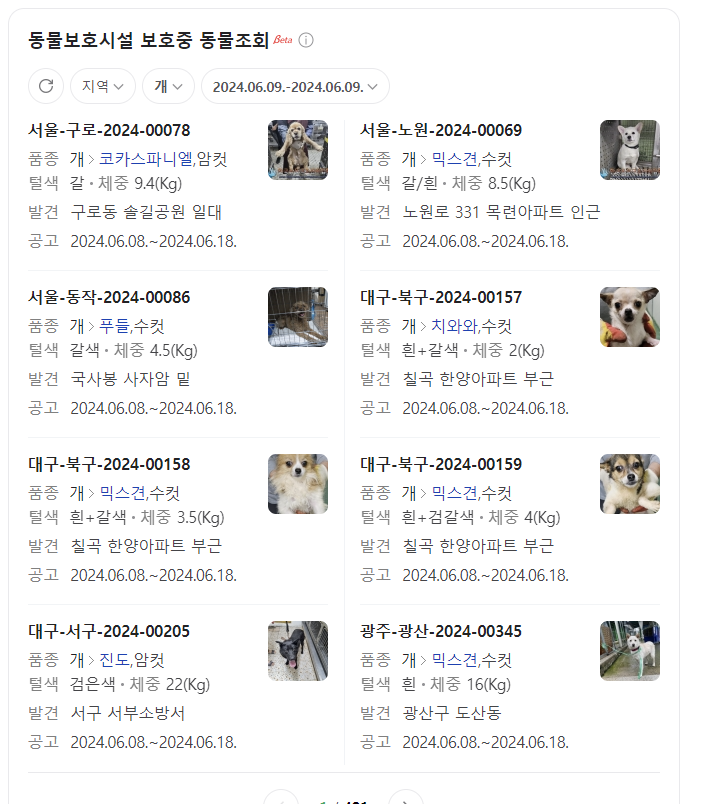 동물보호시설 보호중 동물조회 Beta
지역 개 2024.06.09.-2024.06.09.
서울-구로-2024-00078
품종 개 > 코카스파니엘,암컷
털색 갈 · 체중 9.4(Kg)
발견 구로동 솔길공원 일대
공고 2024.06.08.~2024.06.18.
서울-노원-2024-00069
품종 개 > 믹스견,수컷
털색 갈/흰 · 체중 8.5(Kg)
발견 노원로 331 목련아파트 인근
공고 2024.06.08.~2024.06.18.
서울-동작-2024-00086
품종 개 > 푸들,수컷
털색 갈색 · 체중 4.5(Kg)
발견 국사봉 사자암 밑
공고 2024.06.08.~2024.06.18.
대구-북구-2024-00157
품종 개 > 치와와,수컷
털색 흰+갈색 · 체중 2(Kg)
발견 칠곡 한양아파트 부근
공고 2024.06.08.~2024.06.18.
대구-북구-2024-00158
품종 개 > 믹스견,수컷
털색 흰+갈색 · 체중 3.5(Kg)
발견 칠곡 한양아파트 부근
공고 2024.06.08.~2024.06.18.
대구-북구-2024-00159
품종 개 > 믹스견,수컷
털색 흰+검갈색 · 체중 4(Kg)
발견 칠곡 한양아파트 부근
공고 2024.06.08.~2024.06.18.
대구-서구-2024-00205
품종 개 > 진도,암컷
털색 검은색 · 체중 22(Kg)
발견 서구 서부소방서
공고 2024.06.08.~2024.06.18.
광주-광산-2024-00345
품종 개 > 믹스견,수컷
털색 흰 · 체중 16(Kg)
발견 광산구 도산동
공고 2024.06.08.~2024.06.18.